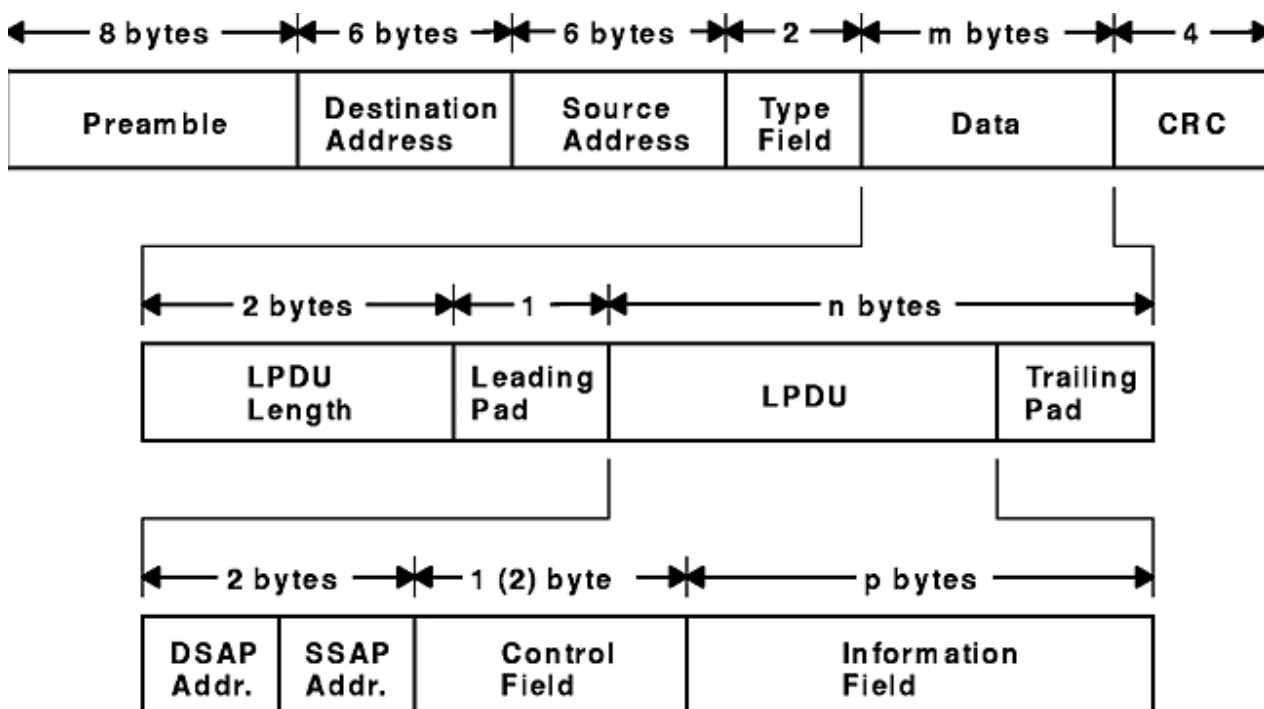 8 bytes 6 bytes 6 bytes 2 m bytes 4
Preamble Destination Address Source Address Type Field Data CRC
2 bytes 1 n bytes
LPDU Length Leading Pad LPDU Trailing Pad
2 bytes 1 (2) byte p bytes
DSAP Addr. SSAP Addr. Control Field Information Field